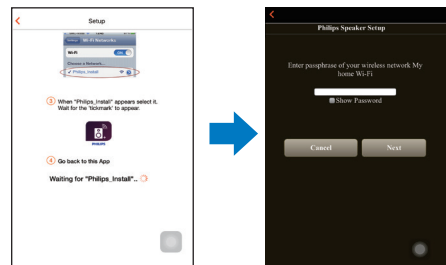 Setup
Wi-Fi Networks
Wi-Fi
ON
Choose a Network...
Philips_Install
3 When "Philips_Install" appears select it.
Wait for the 'tickmark' to appear.
PHILIPS
4 Go back to this App
Waiting for "Philips_Install"..
Philips Speaker Setup
Enter passphrase of your wireless network My
home Wi-Fi
Show Password
Cancel
Next